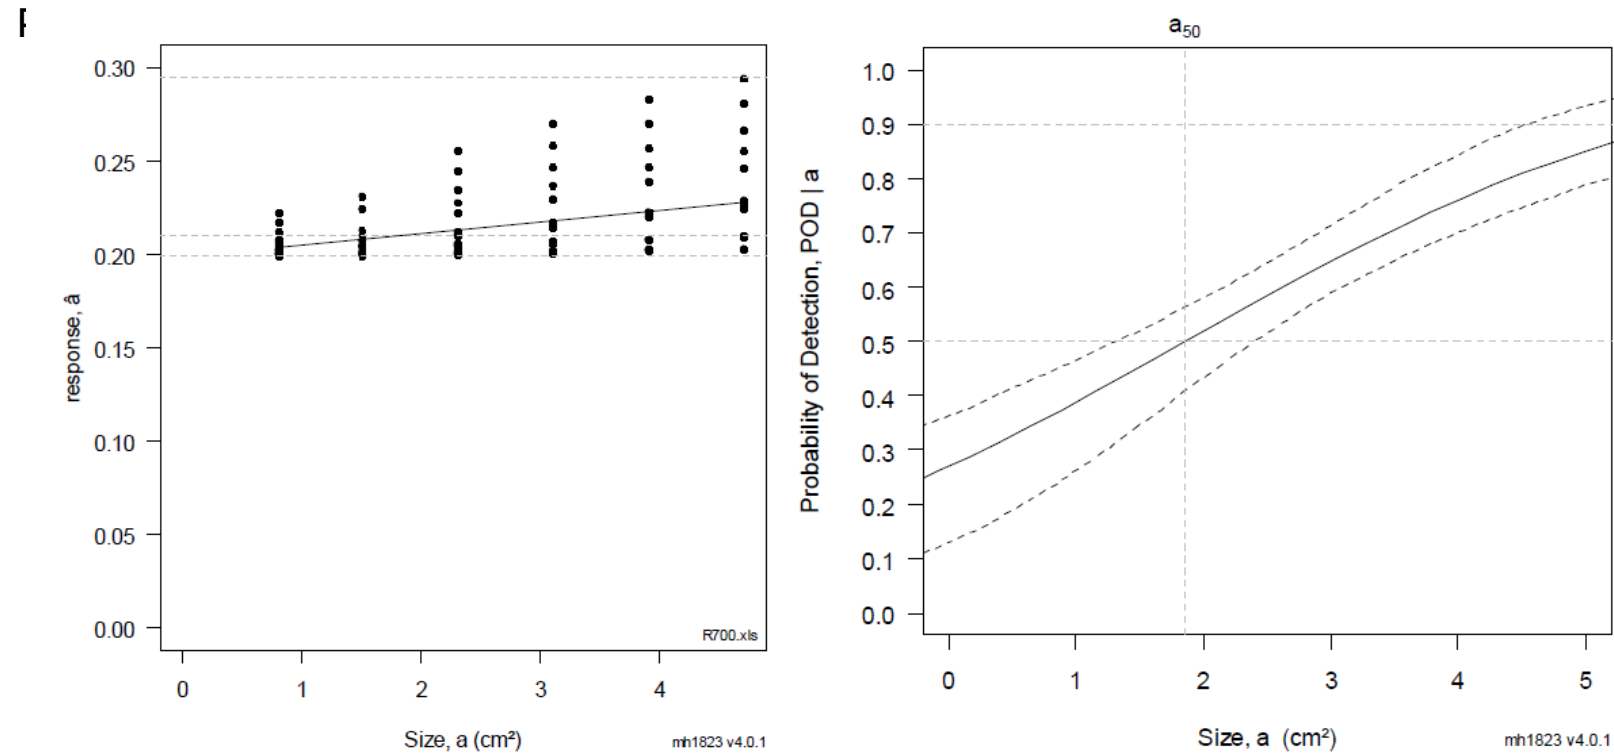 a50
0.30
0.25
0.20
0.15
0.10
0.05
0.00
response, â
R700.xls
0 1 2 3 4
Size, a (cm²)
mh1823 v4.0.1
1.0
0.9
0.8
0.7
0.6
0.5
0.4
0.3
0.2
0.1
0.0
Probability of Detection, POD | a
0 1 2 3 4 5
Size, a (cm²)
mh1823 v4.0.1